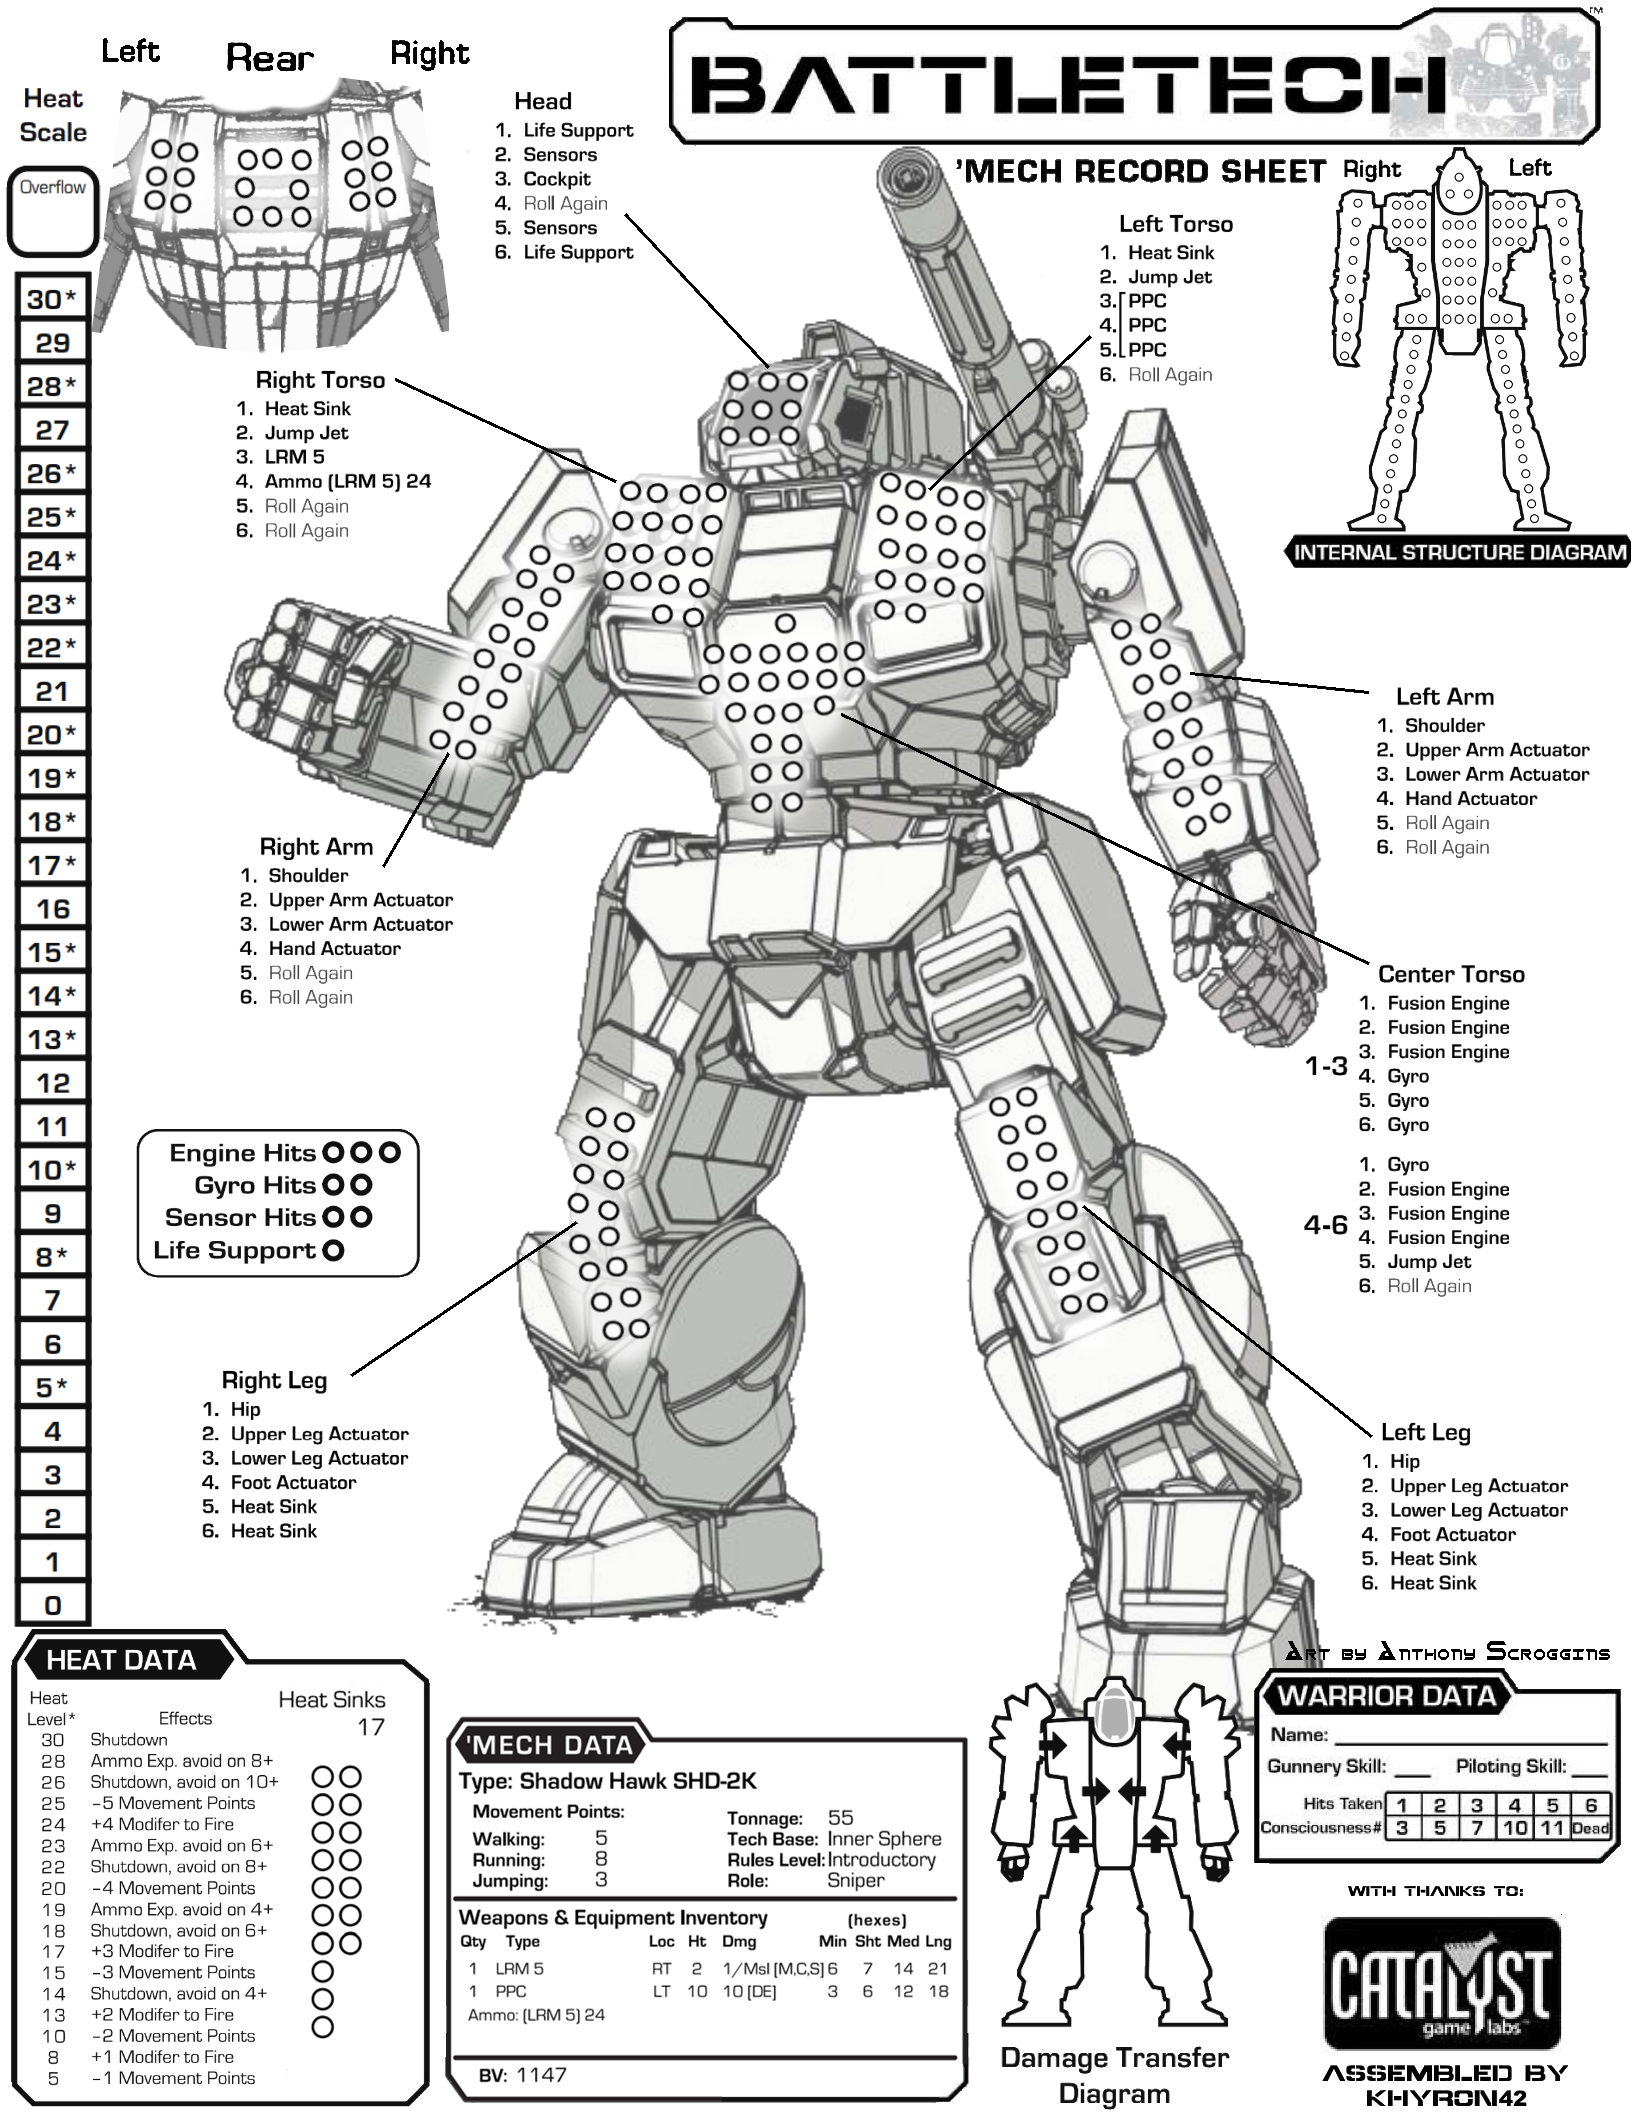 Left Rear Right
Heat
Scale
Overflow
30*
29
28*
27
26*
25*
24*
23*
22*
21
20*
19*
18*
17*
16
15*
14*
13*
12
11
10*
9
8*
7
6
5*
4
3
2
1
0
BATTLETECH™
'MECH RECORD SHEET
Head
1. Life Support
2. Sensors
3. Cockpit
4. Roll Again
5. Sensors
6. Life Support
Left Torso
1. Heat Sink
2. Jump Jet
3. PPC
4. PPC
5. PPC
6. Roll Again
Right Left
INTERNAL STRUCTURE DIAGRAM
Right Torso
1. Heat Sink
2. Jump Jet
3. LRM 5
4. Ammo (LRM 5) 24
5. Roll Again
6. Roll Again
Left Arm
1. Shoulder
2. Upper Arm Actuator
3. Lower Arm Actuator
4. Hand Actuator
5. Roll Again
6. Roll Again
Right Arm
1. Shoulder
2. Upper Arm Actuator
3. Lower Arm Actuator
4. Hand Actuator
5. Roll Again
6. Roll Again
Center Torso
1. Fusion Engine
2. Fusion Engine
3. Fusion Engine
1-3
4. Gyro
5. Gyro
6. Gyro
1. Gyro
2. Fusion Engine
3. Fusion Engine
4-6
4. Fusion Engine
5. Jump Jet
6. Roll Again
Engine Hits
Gyro Hits
Sensor Hits
Life Support
Right Leg
1. Hip
2. Upper Leg Actuator
3. Lower Leg Actuator
4. Foot Actuator
5. Heat Sink
6. Heat Sink
Left Leg
1. Hip
2. Upper Leg Actuator
3. Lower Leg Actuator
4. Foot Actuator
5. Heat Sink
6. Heat Sink
Art by Anthony Scroggins
HEAT DATA
Heat Level* Effects Heat Sinks
17
30 Shutdown
28 Ammo Exp. avoid on 8+
26 Shutdown, avoid on 10+
25 -5 Movement Points
24 +4 Modifer to Fire
23 Ammo Exp. avoid on 6+
22 Shutdown, avoid on 8+
20 -4 Movement Points
19 Ammo Exp. avoid on 4+
18 Shutdown, avoid on 6+
17 +3 Modifer to Fire
15 -3 Movement Points
14 Shutdown, avoid on 4+
13 +2 Modifer to Fire
10 -2 Movement Points
8 +1 Modifer to Fire
5 -1 Movement Points
'MECH DATA
Type: Shadow Hawk SHD-2K
Movement Points:
Walking: 5
Running: 8
Jumping: 3
Tonnage: 55
Tech Base: Inner Sphere
Rules Level: Introductory
Role: Sniper
Weapons & Equipment Inventory (hexes)
Qty Type Loc Ht Dmg Min Sht Med Lng
1 LRM 5 RT 2 1/Msl [M,C,S] 6 7 14 21
1 PPC LT 10 10 [DE] 3 6 12 18
Ammo: (LRM 5) 24
BV: 1147
Damage Transfer
Diagram
WARRIOR DATA
Name:
Gunnery Skill: Piloting Skill:
Hits Taken 1 2 3 4 5 6
Consciousness# 3 5 7 10 11 Dead
WITH THANKS TO:
CATALYST
game labs™
ASSEMBLED BY
KHYRON42